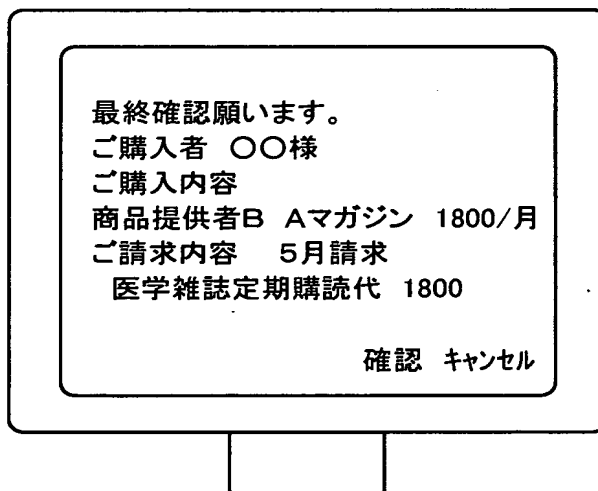 最終確認願います。
ご購入者 〇〇様
ご購入内容
商品提供者B Aマガジン 1800/月
ご請求内容 5月請求
医学雑誌定期購読代 1800
確認 キャンセル